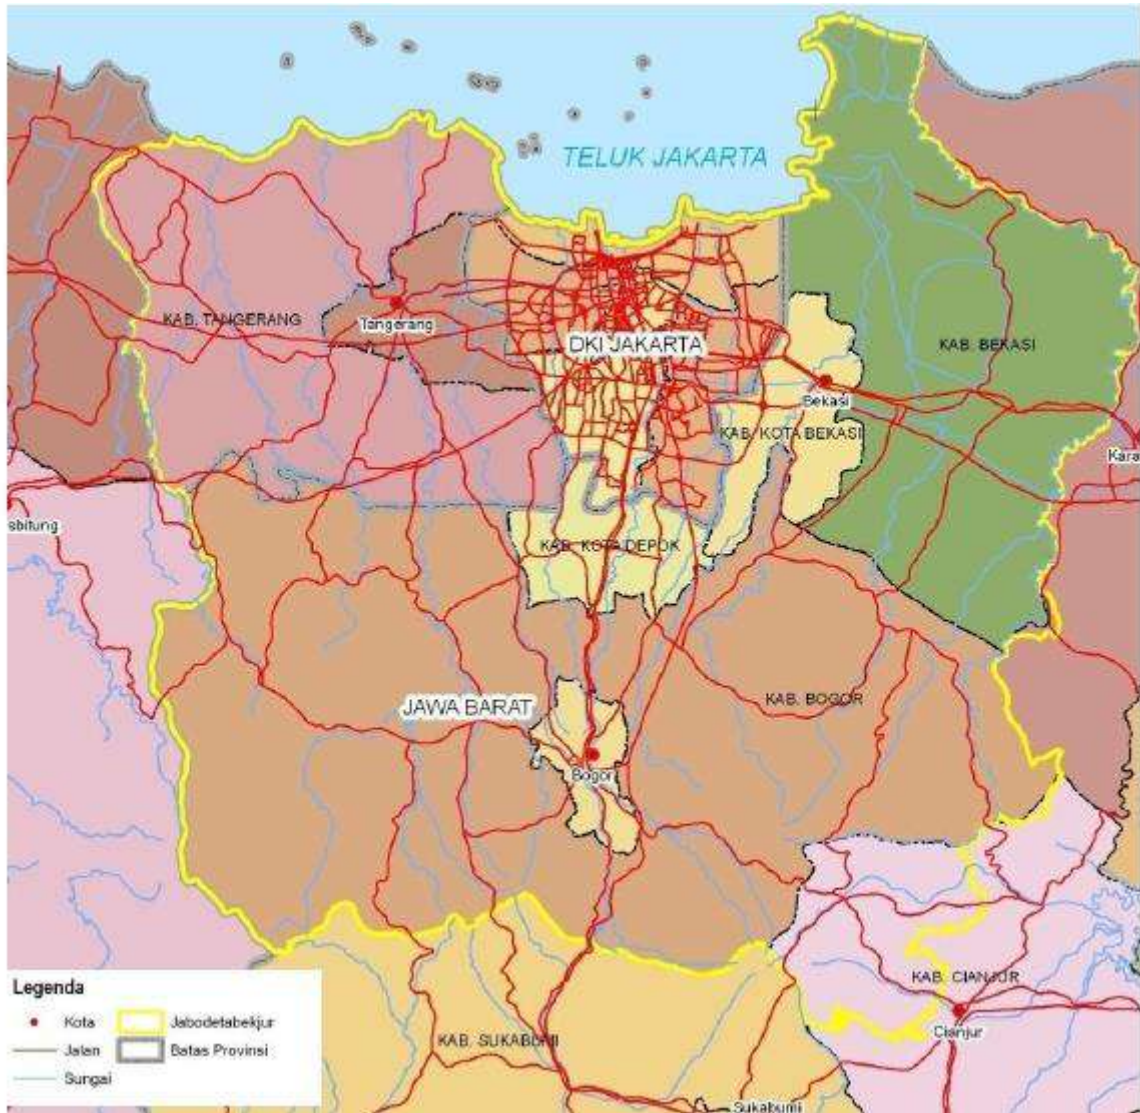 TELUK JAKARTA
KAB. TANGERANG
Tangerang
DKI JAKARTA
KAB. BEKASI
Bekasi
KAB. KOTA BEKASI
Kara
sbitung
KAB. KOTA DEPOK
KAB. BOGOR
JAWA BARAT
Bogor
KAB. CIANJUR
Cianjur
KAB. SUKABUMI
Sukabumi
Legenda
Kota
Jabodetabekjur
Jalan
Batas Provinsi
Sungai